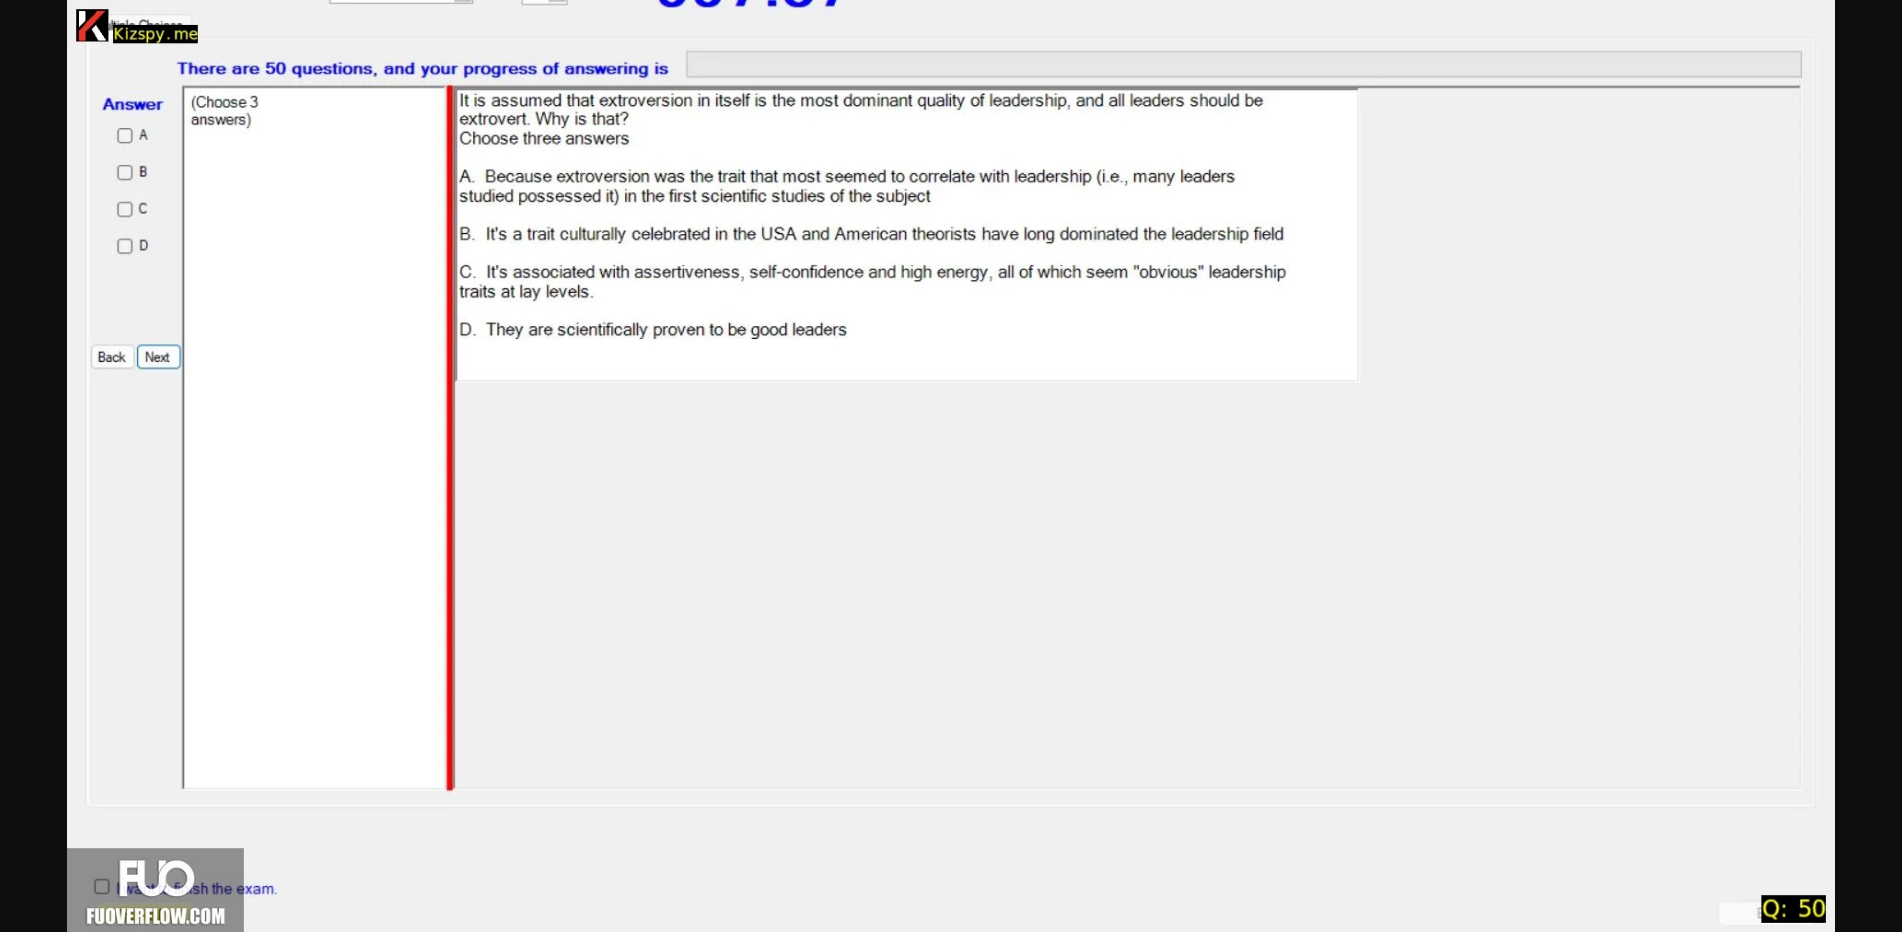 Kizspy.me
There are 50 questions, and your progress of answering is
Answer
(Choose 3
answers)
A
B
C
D
Back
Next
It is assumed that extroversion in itself is the most dominant quality of leadership, and all leaders should be
extrovert. Why is that?
Choose three answers
A. Because extroversion was the trait that most seemed to correlate with leadership (i.e., many leaders
studied possessed it) in the first scientific studies of the subject
B. It's a trait culturally celebrated in the USA and American theorists have long dominated the leadership field
C. It's associated with assertiveness, self-confidence and high energy, all of which seem "obvious" leadership
traits at lay levels.
D. They are scientifically proven to be good leaders
FUO
the exam.
FUOVERFLOW.COM
Q: 50